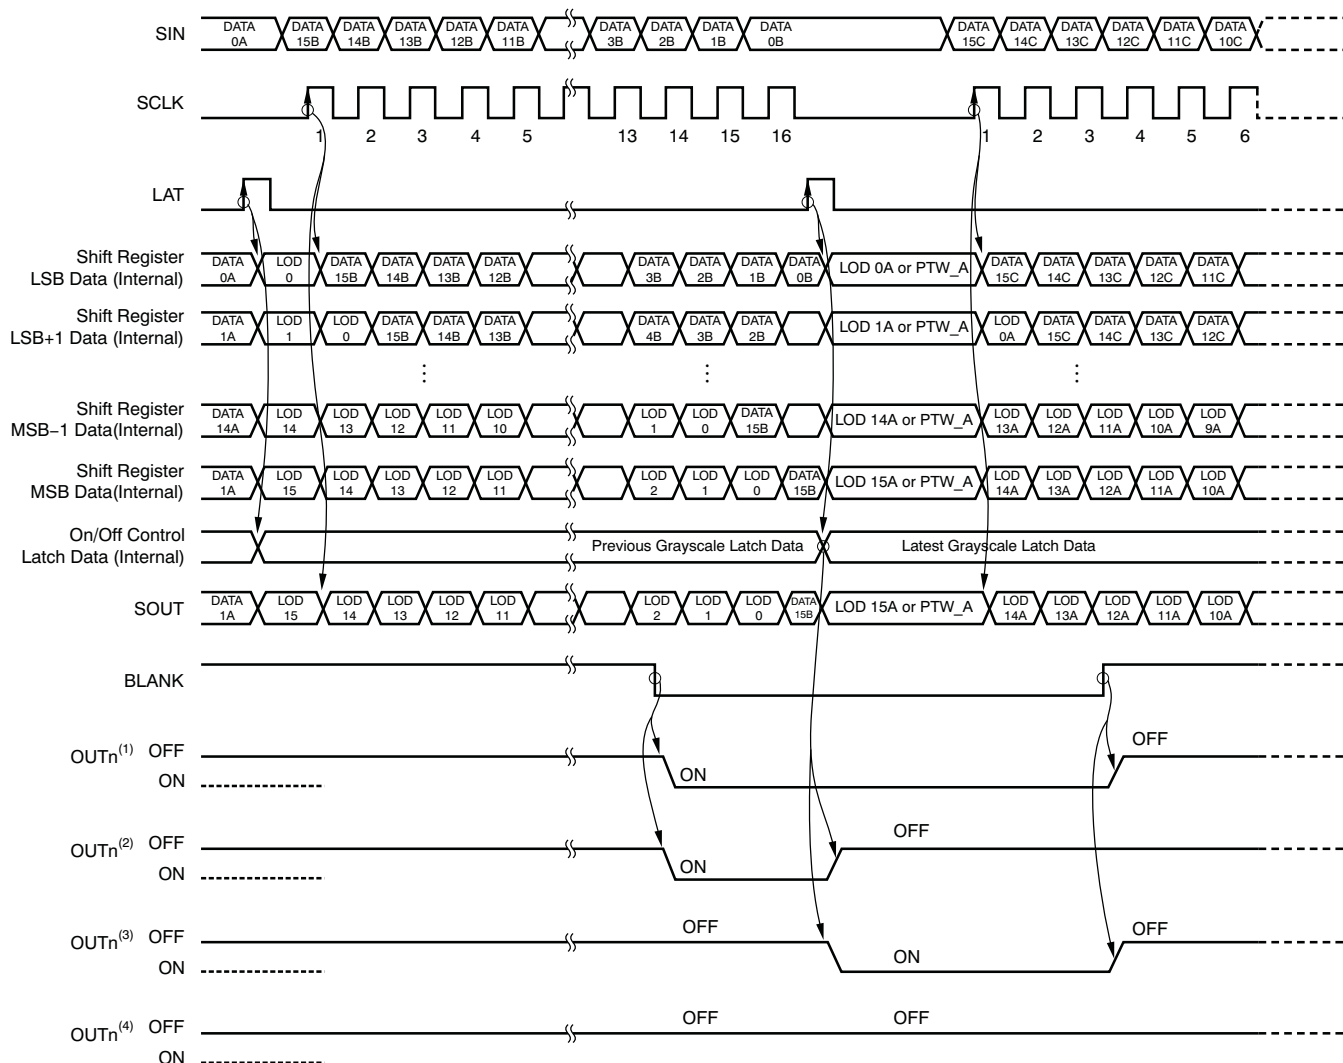 SIN
DATA 0A DATA 15B DATA 14B DATA 13B DATA 12B DATA 11B DATA 3B DATA 2B DATA 1B DATA 0B DATA 15C DATA 14C DATA 13C DATA 12C DATA 11C DATA 10C
SCLK
1 2 3 4 5 13 14 15 16 1 2 3 4 5 6
LAT
Shift Register
LSB Data (Internal)
DATA 0A LOD 0 DATA 15B DATA 14B DATA 13B DATA 12B DATA 3B DATA 2B DATA 1B DATA 0B LOD 0A or PTW_A DATA 15C DATA 14C DATA 13C DATA 12C DATA 11C
Shift Register
LSB+1 Data (Internal)
DATA 1A LOD 1 LOD 0 DATA 15B DATA 14B DATA 13B DATA 4B DATA 3B DATA 2B LOD 1A or PTW_A LOD 0A DATA 15C DATA 14C DATA 13C DATA 12C
Shift Register
MSB−1 Data(Internal)
DATA 14A LOD 14 LOD 13 LOD 12 LOD 11 LOD 10 LOD 1 LOD 0 DATA 15B LOD 14A or PTW_A LOD 13A LOD 12A LOD 11A LOD 10A LOD 9A
Shift Register
MSB Data(Internal)
DATA 1A LOD 15 LOD 14 LOD 13 LOD 12 LOD 11 LOD 2 LOD 1 LOD 0 DATA 15B LOD 15A or PTW_A LOD 14A LOD 13A LOD 12A LOD 11A LOD 10A
On/Off Control
Latch Data (Internal)
Previous Grayscale Latch Data Latest Grayscale Latch Data
SOUT
DATA 1A LOD 15 LOD 14 LOD 13 LOD 12 LOD 11 LOD 2 LOD 1 LOD 0 DATA 15B LOD 15A or PTW_A LOD 14A LOD 13A LOD 12A LOD 11A LOD 10A
BLANK
OUTn(1) OFF ON ON OFF
OUTn(2) OFF ON ON OFF
OUTn(3) OFF ON OFF ON OFF
OUTn(4) OFF ON OFF OFF